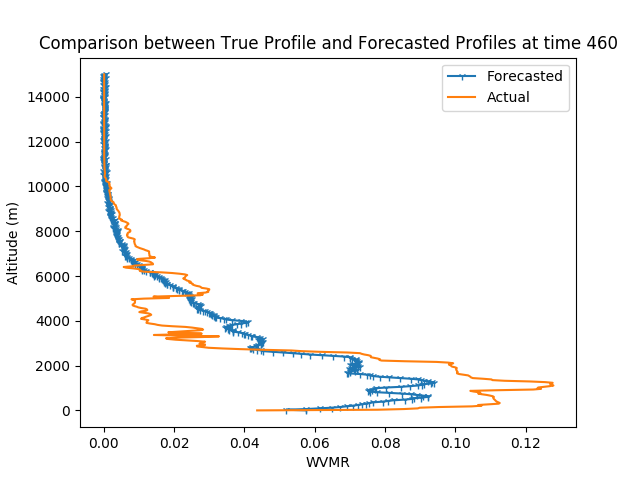 Comparison between True Profile and Forecasted Profiles at time 460
Forecasted
Actual
14000
12000
10000
8000
6000
4000
2000
0
Altitude (m)
0.00 0.02 0.04 0.06 0.08 0.10 0.12
WVMR